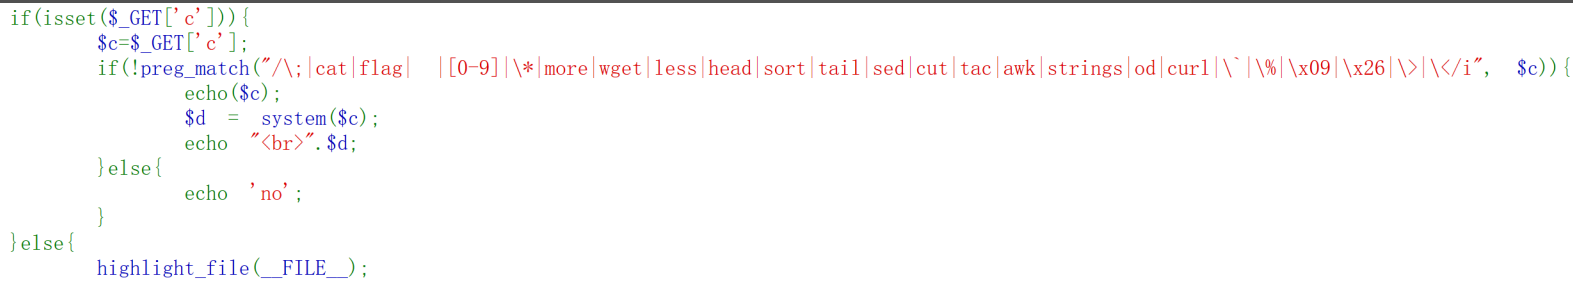 if(isset($_GET['c'])){
$c=$_GET['c'];
if(!preg_match("/\;|cat|flag| |[0-9]|\*|more|wget|less|head|sort|tail|sed|cut|tac|awk|strings|od|curl|\`|\%|\x09|\x26|\>|\</i", $c)){
echo($c);
$d = system($c);
echo "<br>".$d;
}else{
echo 'no';
}
}else{
highlight_file(__FILE__);